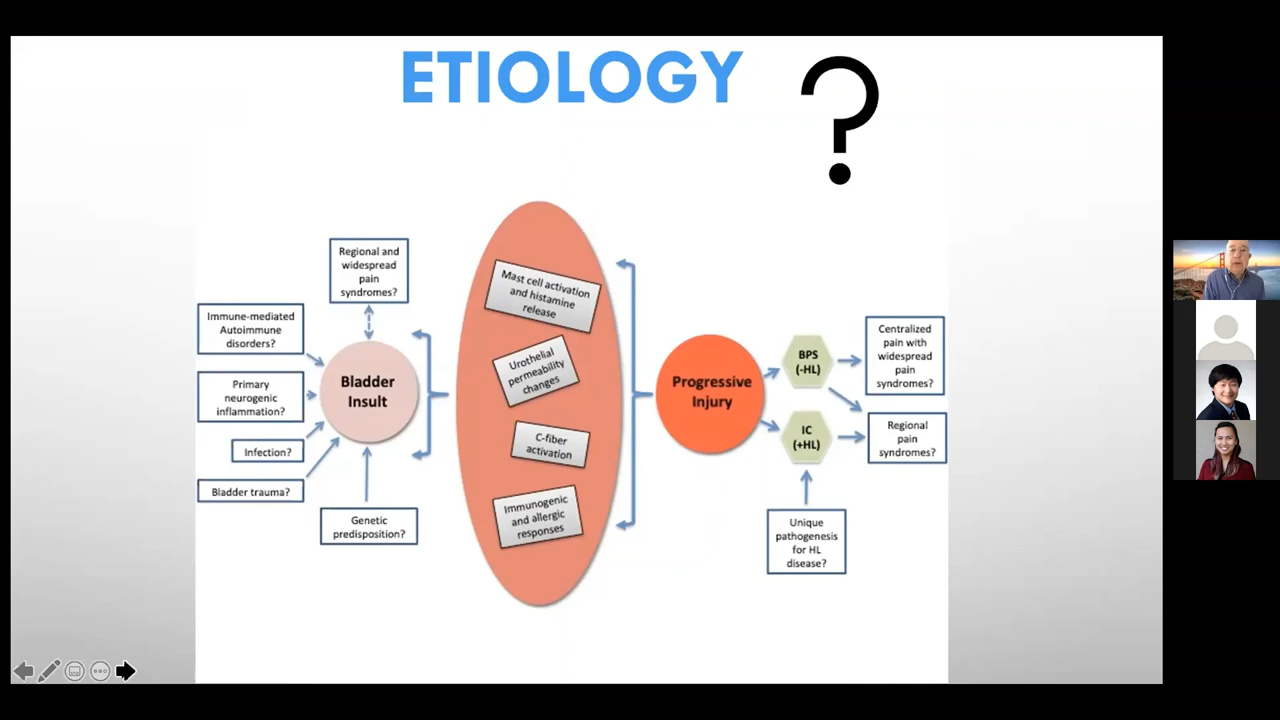 ETIOLOGY ?
Regional and
widespread
pain
syndromes?
Immune-mediated
Autoimmune
disorders?
Primary
neurogenic
inflammation?
Infection?
Bladder trauma?
Genetic
predisposition?
Bladder
Insult
Mast cell activation
and histamine
release
Urothelial
permeability
changes
C-fiber
activation
Immunogenic
and allergic
responses
Progressive
Injury
BPS
(-HL)
IC
(+HL)
Centralized
pain with
widespread
pain
syndromes?
Regional
pain
syndromes?
Unique
pathogenesis
for HL
disease?